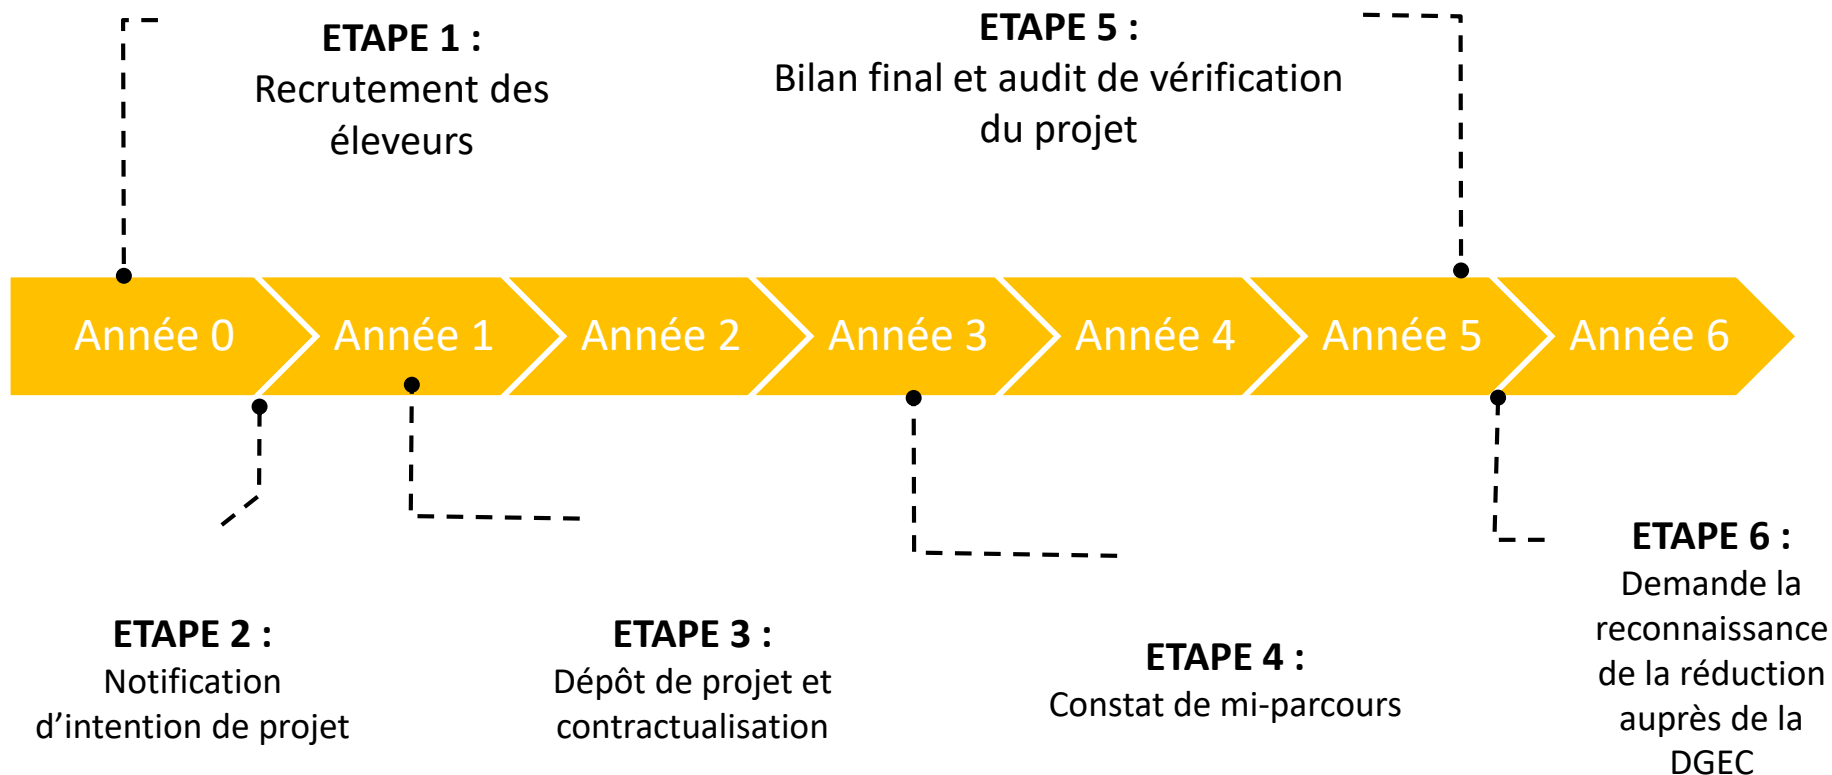 ETAPE 1 :
Recrutement des
éleveurs
ETAPE 5 :
Bilan final et audit de vérification
du projet
Année 0
Année 1
Année 2
Année 3
Année 4
Année 5
Année 6
ETAPE 2 :
Notification
d’intention de projet
ETAPE 3 :
Dépôt de projet et
contractualisation
ETAPE 4 :
Constat de mi-parcours
ETAPE 6 :
Demande la
reconnaissance
de la réduction
auprès de la
DGEC